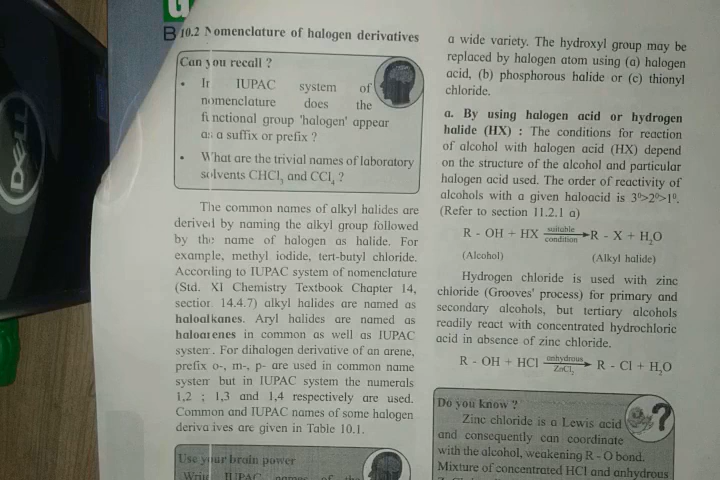 DELL
B
10.2 Nomenclature of halogen derivatives
Can you recall ?
• In IUPAC system of
nomenclature does the
functional group 'halogen' appear
as a suffix or prefix ?
• What are the trivial names of laboratory
solvents CHCl₃ and CCl₄ ?
The common names of alkyl halides are
derived by naming the alkyl group followed
by the name of halogen as halide. For
example, methyl iodide, tert-butyl chloride.
According to IUPAC system of nomenclature
(Std. XI Chemistry Textbook Chapter 14,
section 14.4.7) alkyl halides are named as
haloalkanes. Aryl halides are named as
haloarenes in common as well as IUPAC
system. For dihalogen derivative of an arene,
prefix o-, m-, p- are used in common name
system but in IUPAC system the numerals
1,2 ; 1,3 and 1,4 respectively are used.
Common and IUPAC names of some halogen
derivatives are given in Table 10.1.
Use your brain power
Write IUPAC names of the
a wide variety. The hydroxyl group may be
replaced by halogen atom using (a) halogen
acid, (b) phosphorous halide or (c) thionyl
chloride.
a. By using halogen acid or hydrogen
halide (HX) : The conditions for reaction
of alcohol with halogen acid (HX) depend
on the structure of the alcohol and particular
halogen acid used. The order of reactivity of
alcohols with a given haloacid is 3⁰>2⁰>1⁰.
(Refer to section 11.2.1 a)
R - OH + HX suitable condition → R - X + H₂O
(Alcohol) (Alkyl halide)
Hydrogen chloride is used with zinc
chloride (Grooves' process) for primary and
secondary alcohols, but tertiary alcohols
readily react with concentrated hydrochloric
acid in absence of zinc chloride.
R - OH + HCl anhydrous ZnCl₂ → R - Cl + H₂O
Do you know ?
Zinc chloride is a Lewis acid
and consequently can coordinate
with the alcohol, weakening R - O bond.
Mixture of concentrated HCl and anhydrous